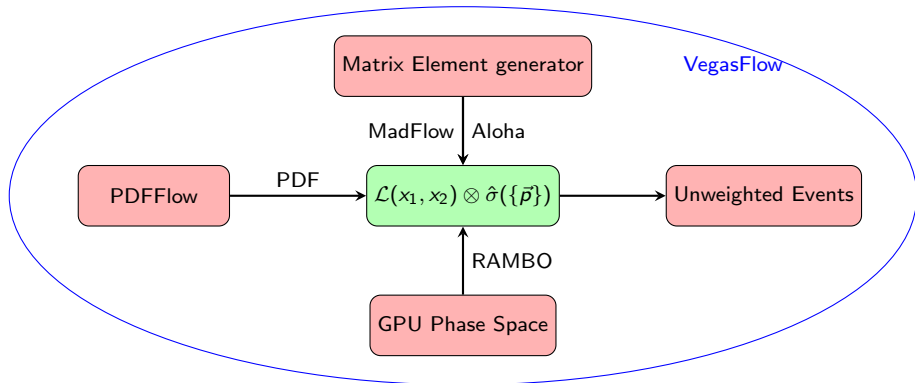 Matrix Element generator
VegasFlow
MadFlow
Aloha
PDFFlow
PDF
ℒ(x₁, x₂) ⊗ σ̂({p⃗})
Unweighted Events
RAMBO
GPU Phase Space